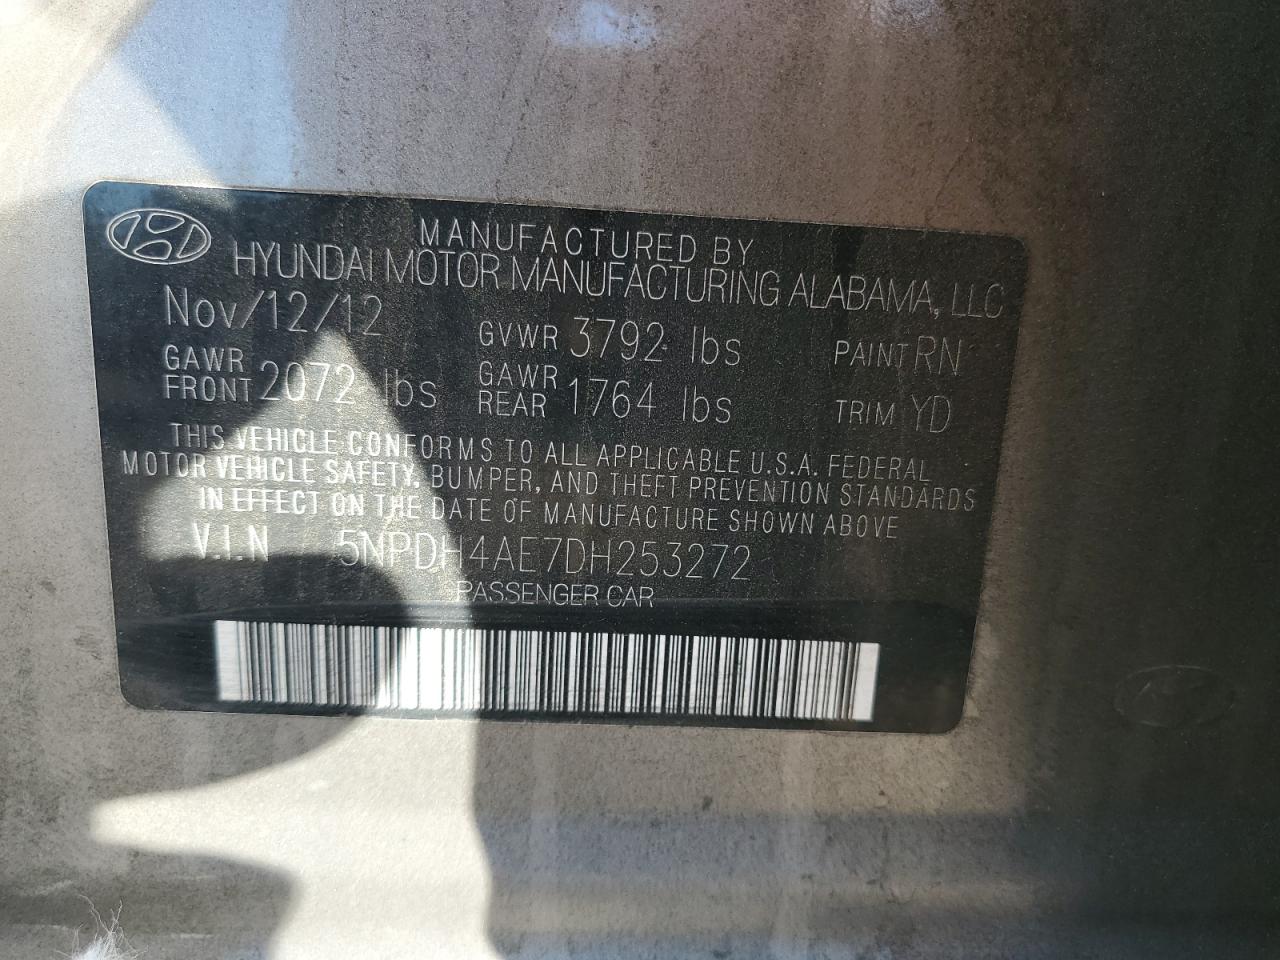 MANUFACTURED BY
HYUNDAI MOTOR MANUFACTURING ALABAMA, LLC
Nov/12/12 GVWR 3792 lbs PAINT RN
GAWR FRONT 2072 lbs GAWR REAR 1764 lbs TRIM YD
THIS VEHICLE CONFORMS TO ALL APPLICABLE U.S.A. FEDERAL
MOTOR VEHICLE SAFETY, BUMPER, AND THEFT PREVENTION STANDARDS
IN EFFECT ON THE DATE OF MANUFACTURE SHOWN ABOVE
V.I.N 5NPDH4AE7DH253272
PASSENGER CAR